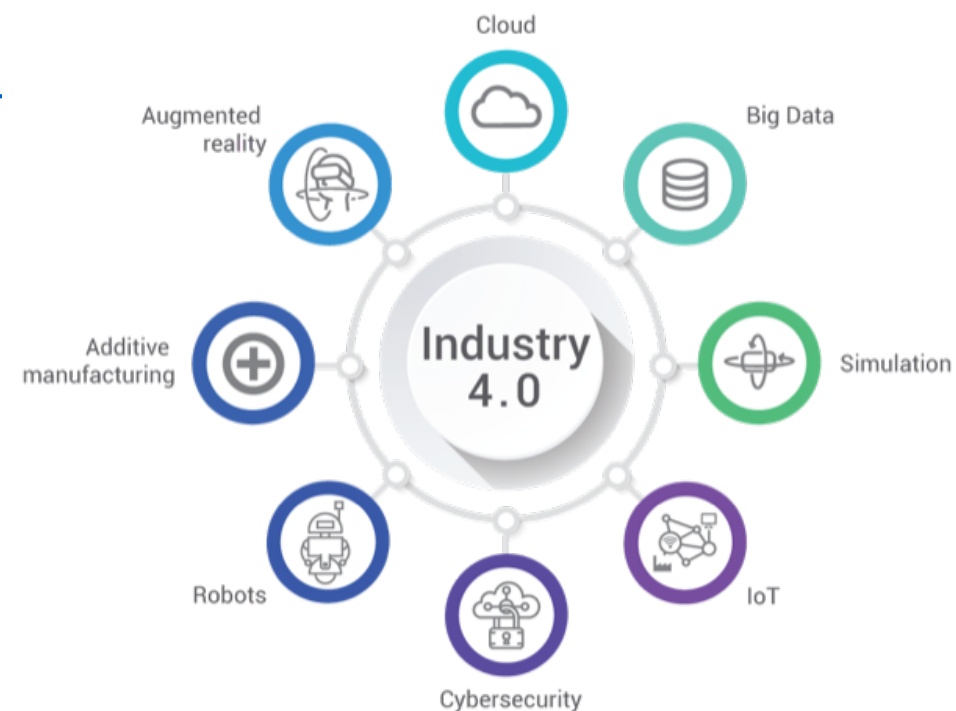 Cloud
Augmented
reality
Big Data
Industry
4.0
Additive
manufacturing
Simulation
Robots
IoT
Cybersecurity